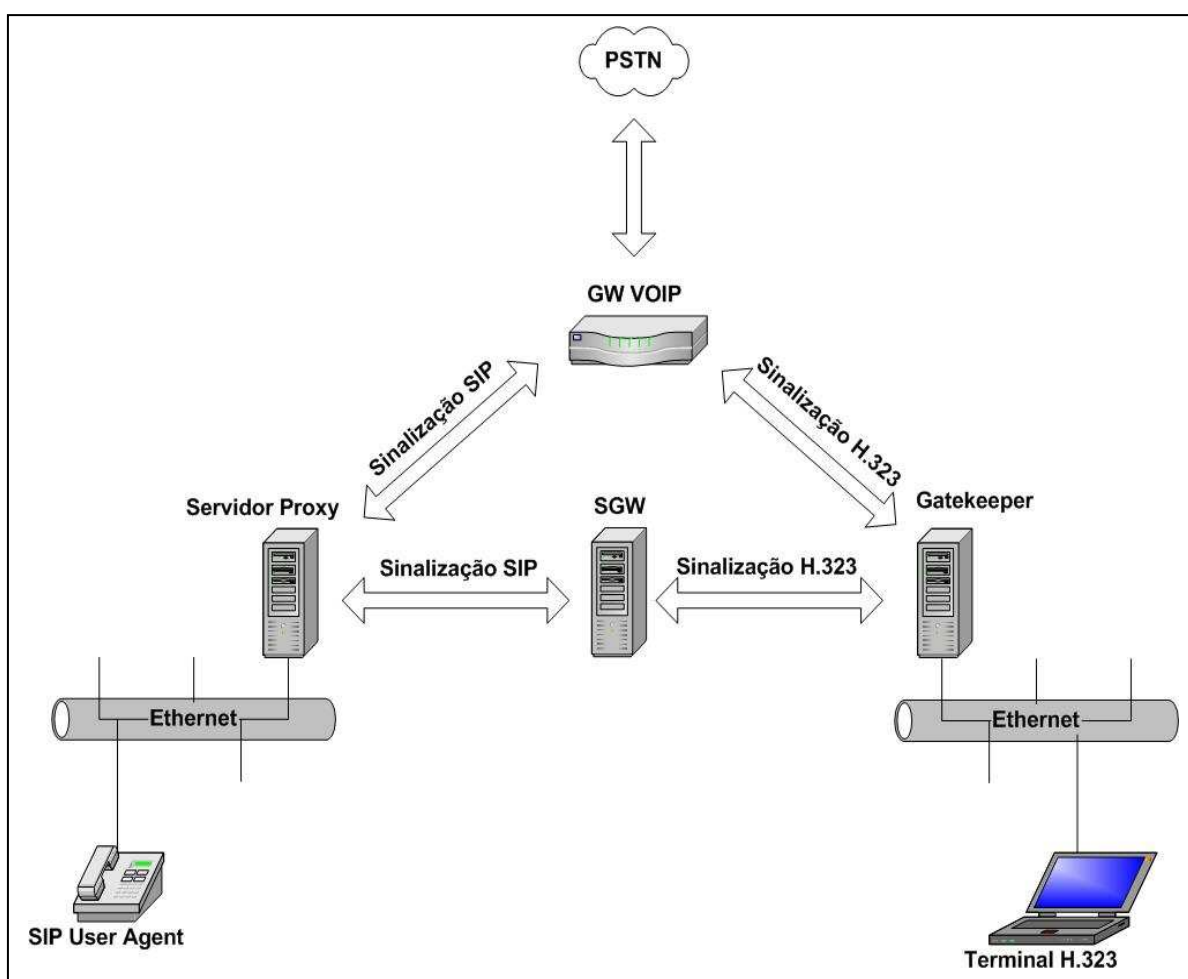 PSTN
GW VOIP
Sinalização SIP
Sinalização H.323
Servidor Proxy
SGW
Gatekeeper
Sinalização SIP
Sinalização H.323
Ethernet
Ethernet
SIP User Agent
Terminal H.323